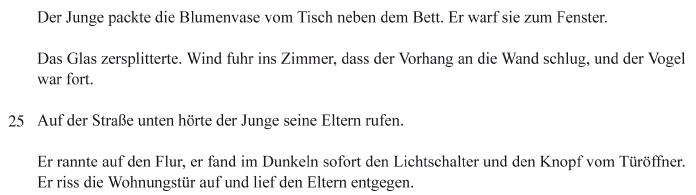 Der Junge packte die Blumenvase vom Tisch neben dem Bett. Er warf sie zum Fenster.
Das Glas zersplitterte. Wind fuhr ins Zimmer, dass der Vorhang an die Wand schlug, und der Vogel
war fort.
25 Auf der Straße unten hörte der Junge seine Eltern rufen.
Er rannte auf den Flur, er fand im Dunkeln sofort den Lichtschalter und den Knopf vom Türöffner.
Er riss die Wohnungstür auf und lief den Eltern entgegen.